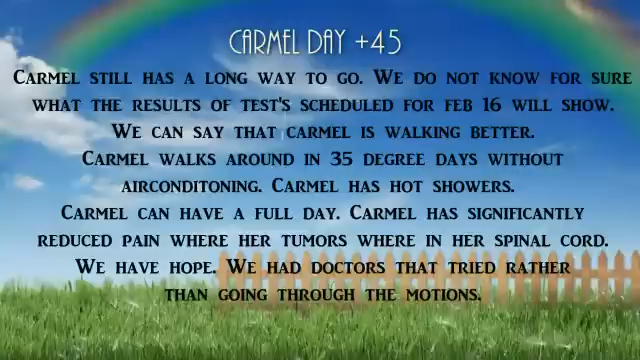 CARMEL DAY +45
CARMEL STILL HAS A LONG WAY TO GO. WE DO NOT KNOW FOR SURE
WHAT THE RESULTS OF TEST'S SCHEDULED FOR FEB 16 WILL SHOW.
WE CAN SAY THAT CARMEL IS WALKING BETTER.
CARMEL WALKS AROUND IN 35 DEGREE DAYS WITHOUT
AIRCONDITONING. CARMEL HAS HOT SHOWERS.
CARMEL CAN HAVE A FULL DAY. CARMEL HAS SIGNIFICANTLY
REDUCED PAIN WHERE HER TUMORS WHERE IN HER SPINAL CORD.
WE HAVE HOPE. WE HAD DOCTORS THAT TRIED RATHER
THAN GOING THROUGH THE MOTIONS.